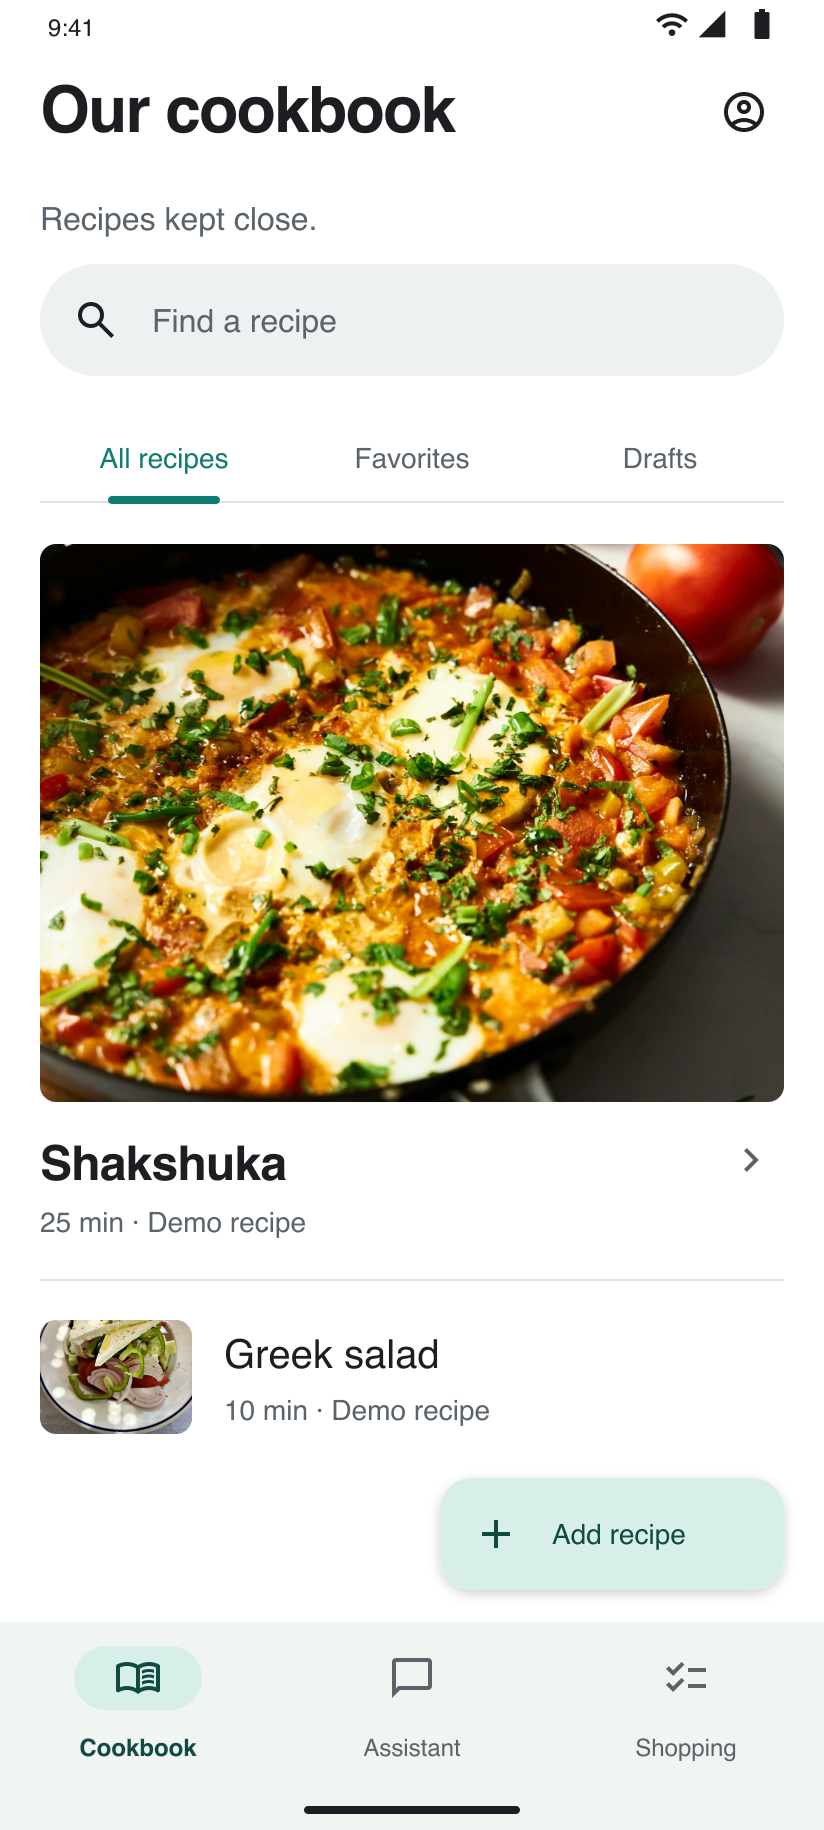 9:41
Our cookbook
Recipes kept close.
Find a recipe
All recipes
Favorites
Drafts
Shakshuka
25 min · Demo recipe
Greek salad
10 min · Demo recipe
Add recipe
Cookbook
Assistant
Shopping